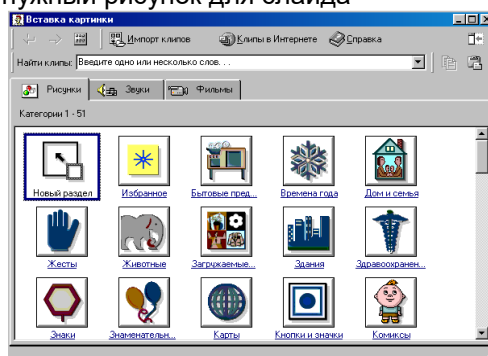 нужный рисунок для слайда
Вставка картинки
Импорт клипов Клипы в Интернете Справка
Найти клипы: Введите одно или несколько слов. . .
Рисунки Звуки Фильмы
Категории 1 - 51
Новый раздел Избранное Бытовые пред... Времена года Дом и семья
Жесты Животные Загружаемые... Здания Здравоохранен...
Знаки Знаменательн... Карты Кнопки и значки Комиксы